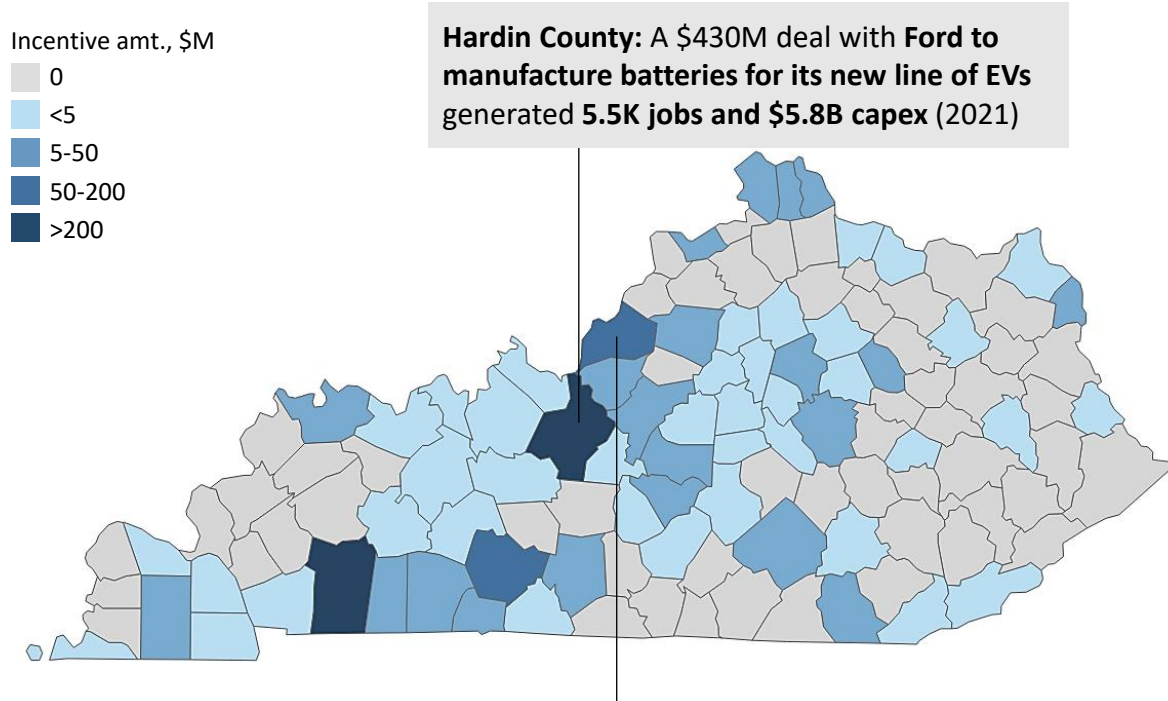 Incentive amt., $M
0
<5
5-50
50-200
>200
Hardin County: A $430M deal with Ford to
manufacture batteries for its new line of EVs
generated 5.5K jobs and $5.8B capex (2021)